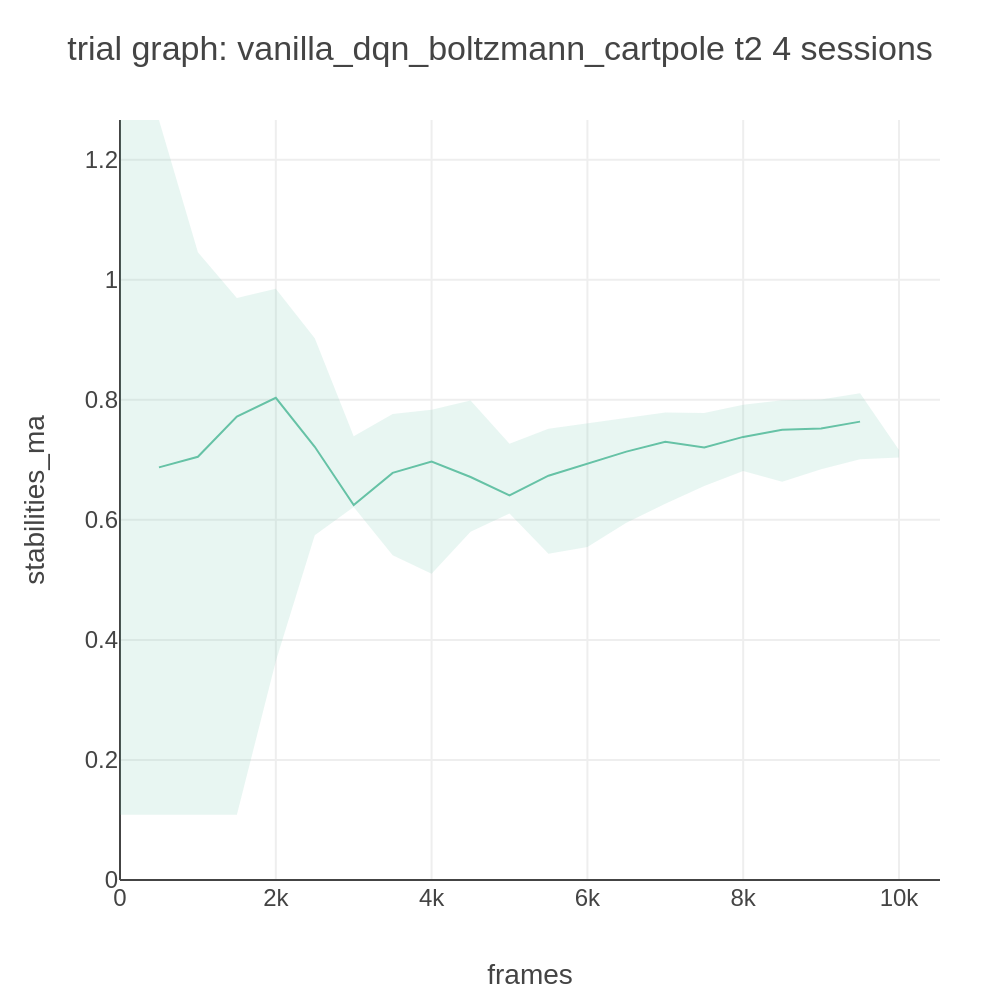 trial graph: vanilla_dqn_boltzmann_cartpole t2 4 sessions
stabilities_ma
1.2
1
0.8
0.6
0.4
0.2
0
0 2k 4k 6k 8k 10k
frames